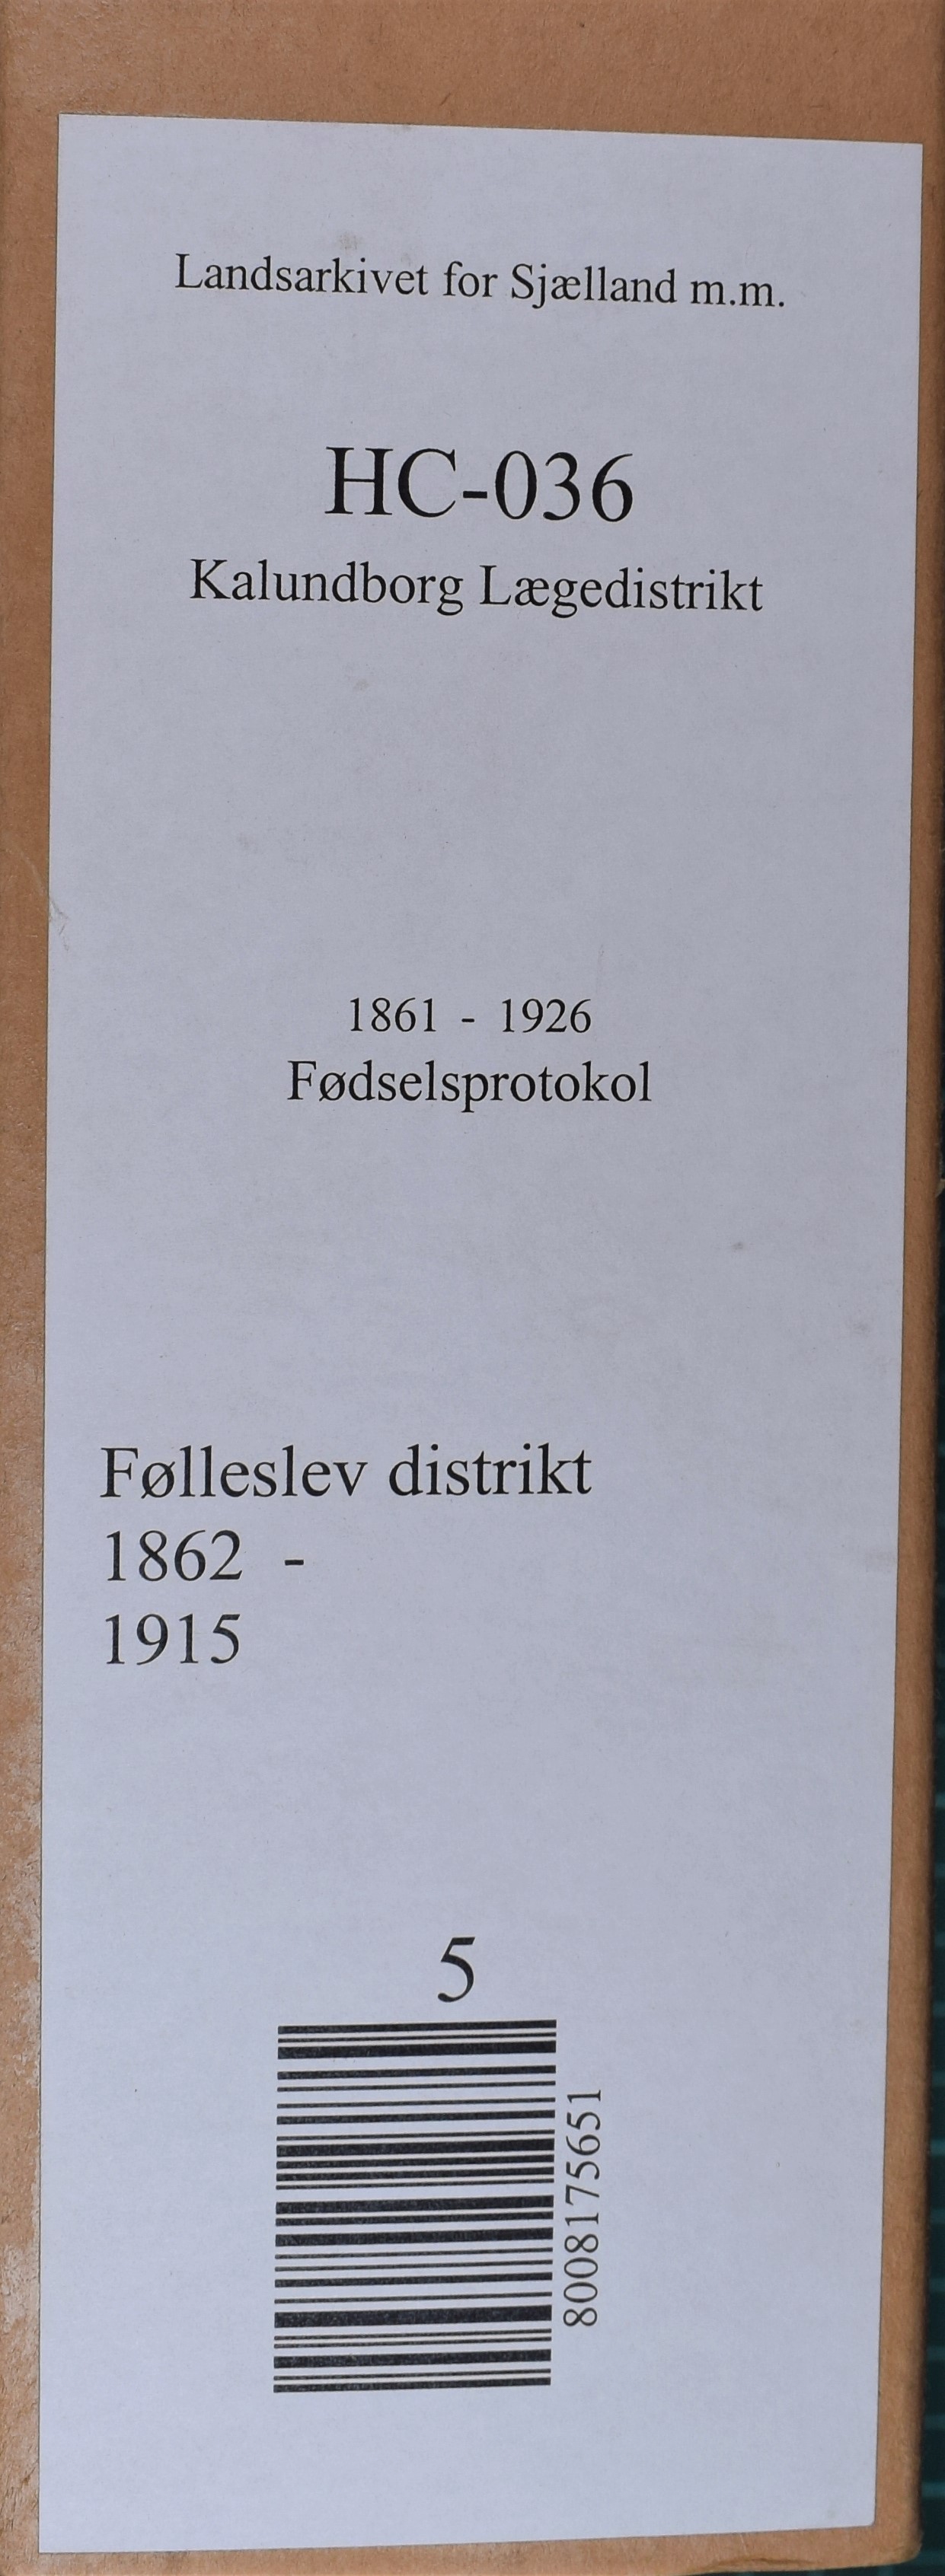 Landsarkivet for Sjælland m.m.
HC-036
Kalundborg Lægedistrikt
1861 - 1926
Fødselsprotokol
Følleslev distrikt
1862 -
1915
5
8008175651